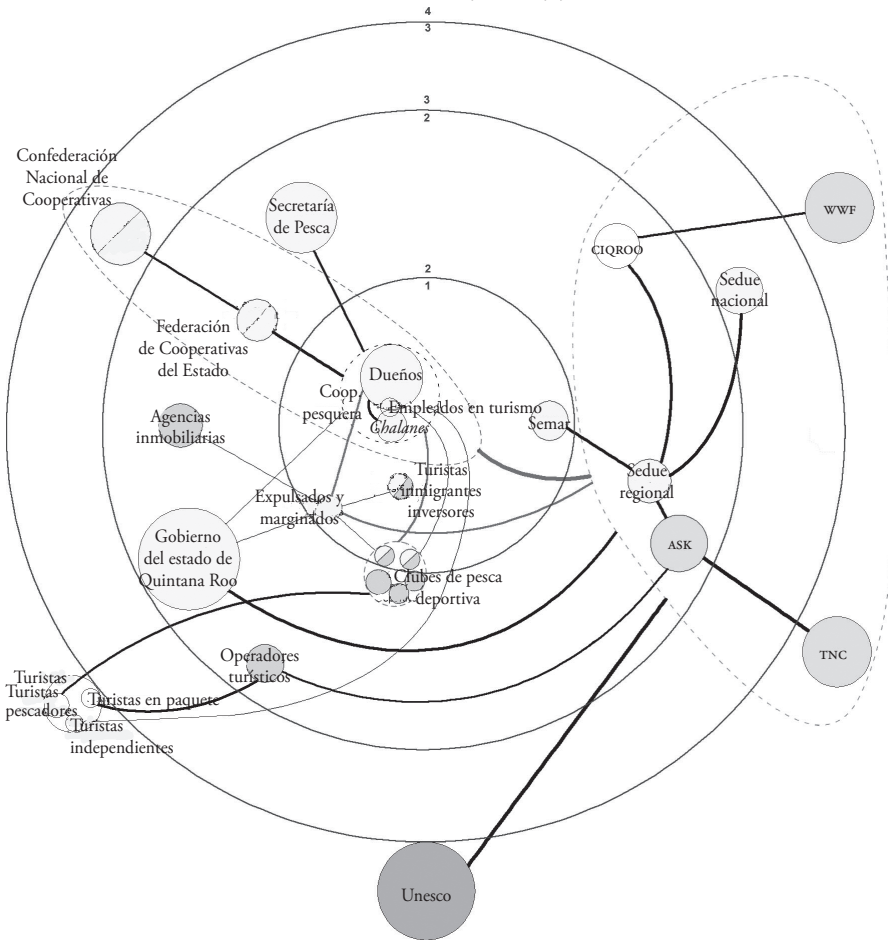 4
3
3
2
2
1
Confederación
Nacional de
Cooperativas
Secretaría
de Pesca
WWF
CIQROO
Sedue
nacional
Federación
de Cooperativas
del Estado
Dueños
Coop.
pesquera
Empleados en turismo
Chalanes
Semar
Agencias
inmobiliarias
Turistas
inmigrantes
inversores
Sedue
regional
Expulsados y
marginados
Gobierno
del estado de
Quintana Roo
ASK
Clubes de pesca
deportiva
TNC
Operadores
turísticos
Turistas
Turistas
pescadores
Turistas en paquete
Turistas
independientes
Unesco